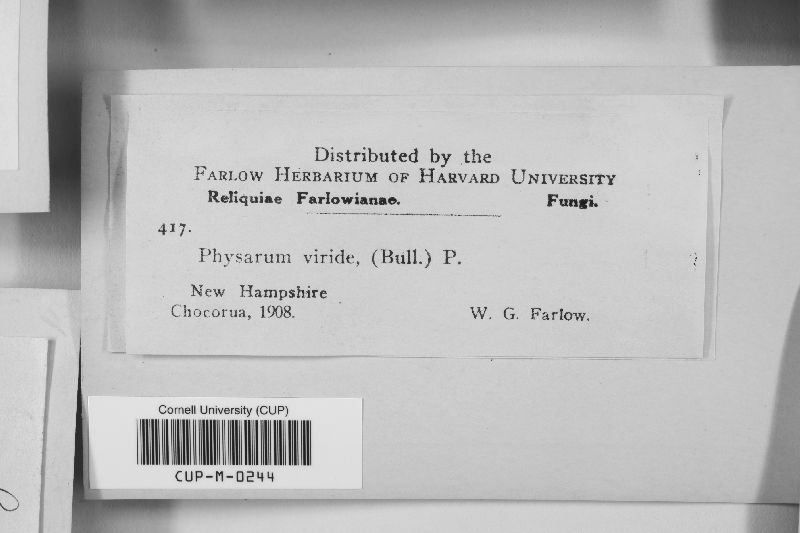 Distributed by the
FARLOW HERBARIUM OF HARVARD UNIVERSITY
Reliquiae Farlowianae. Fungi.
417.
Physarum viride, (Bull.) P.
New Hampshire
Chocorua, 1908. W. G. Farlow.
Cornell University (CUP)
CUP-M-0244